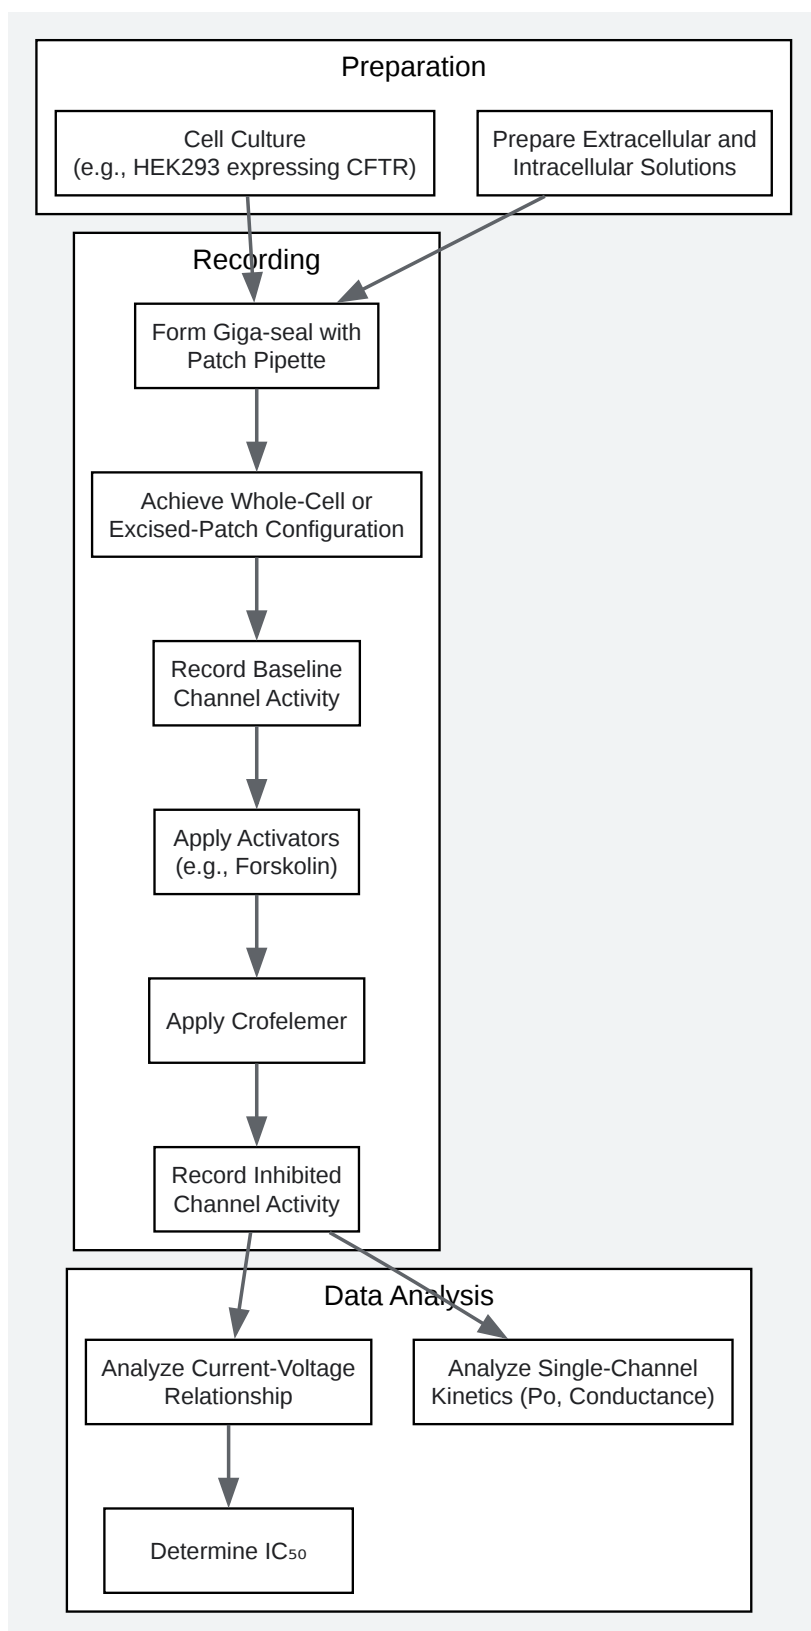 Preparation
Cell Culture
(e.g., HEK293 expressing CFTR)
Prepare Extracellular and
Intracellular Solutions
Recording
Form Giga-seal with
Patch Pipette
Achieve Whole-Cell or
Excised-Patch Configuration
Record Baseline
Channel Activity
Apply Activators
(e.g., Forskolin)
Apply Crofelemer
Record Inhibited
Channel Activity
Data Analysis
Analyze Current-Voltage
Relationship
Analyze Single-Channel
Kinetics (Po, Conductance)
Determine IC₅₀